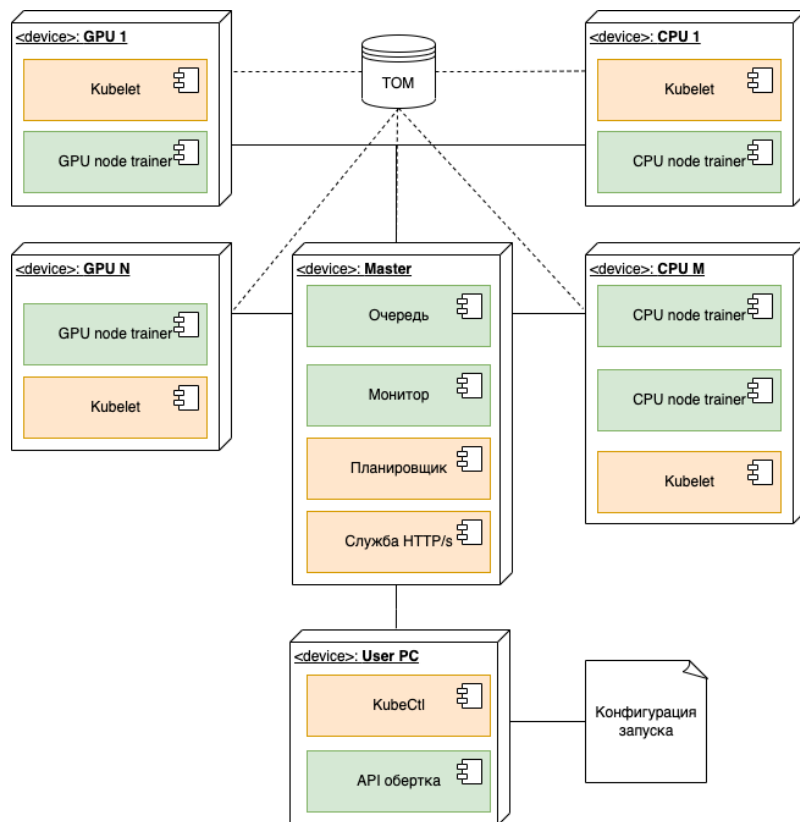 <device>: GPU 1
Kubelet
GPU node trainer
ТОМ
<device>: CPU 1
Kubelet
CPU node trainer
<device>: GPU N
GPU node trainer
Kubelet
<device>: Master
Очередь
Монитор
Планировщик
Служба HTTP/s
<device>: CPU M
CPU node trainer
CPU node trainer
Kubelet
<device>: User PC
KubeCtl
API обертка
Конфигурация
запуска